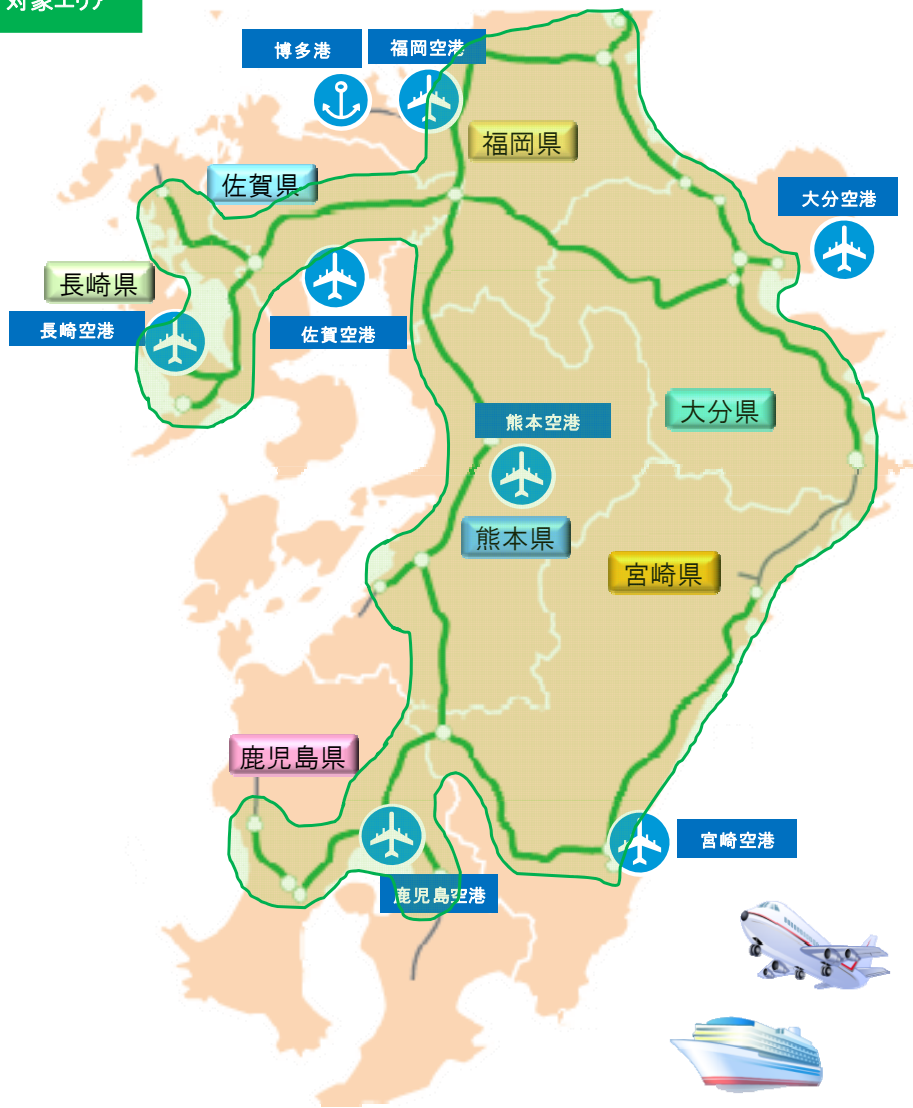 対象エリア
博多港
福岡空港
福岡県
佐賀県
大分空港
長崎県
長崎空港
佐賀空港
大分県
熊本空港
熊本県
宮崎県
鹿児島県
宮崎空港
鹿児島空港